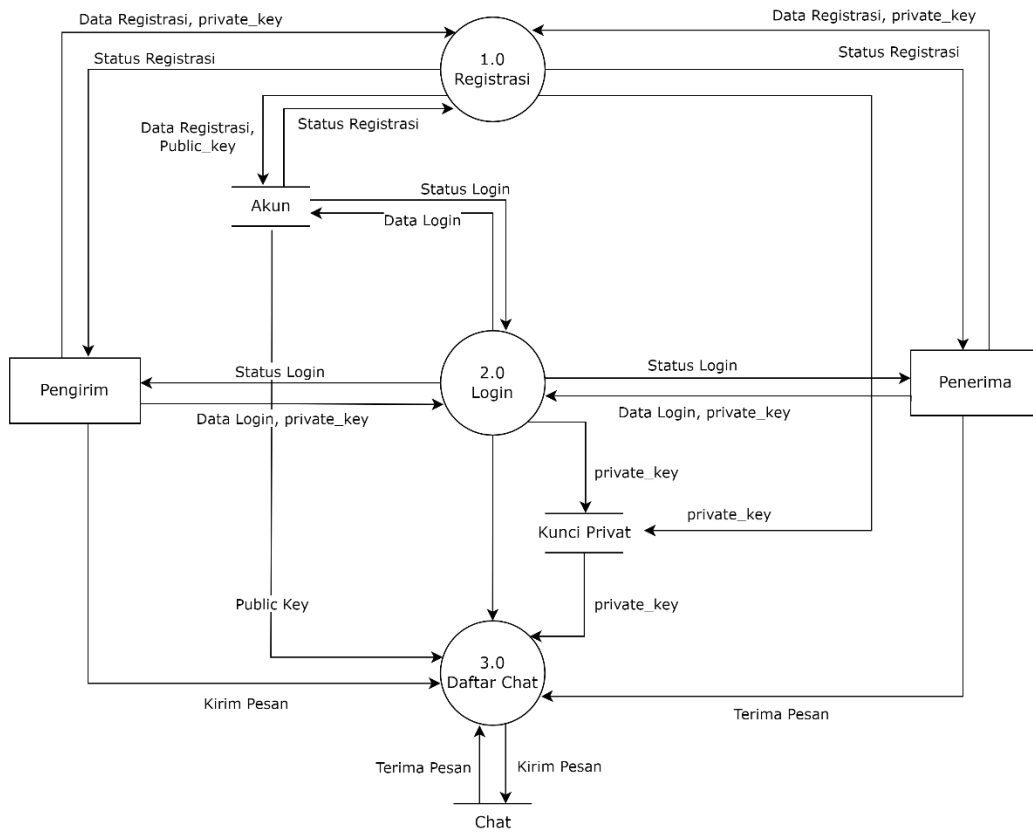 Data Registrasi, private_key
Data Registrasi, private_key
1.0
Registrasi
Status Registrasi
Status Registrasi
Data Registrasi,
Public_key
Status Registrasi
Akun
Status Login
Data Login
Pengirim
Status Login
2.0
Login
Status Login
Penerima
Data Login, private_key
Data Login, private_key
private_key
Kunci Privat
private_key
Public Key
private_key
3.0
Daftar Chat
Kirim Pesan
Terima Pesan
Terima Pesan
Kirim Pesan
Chat